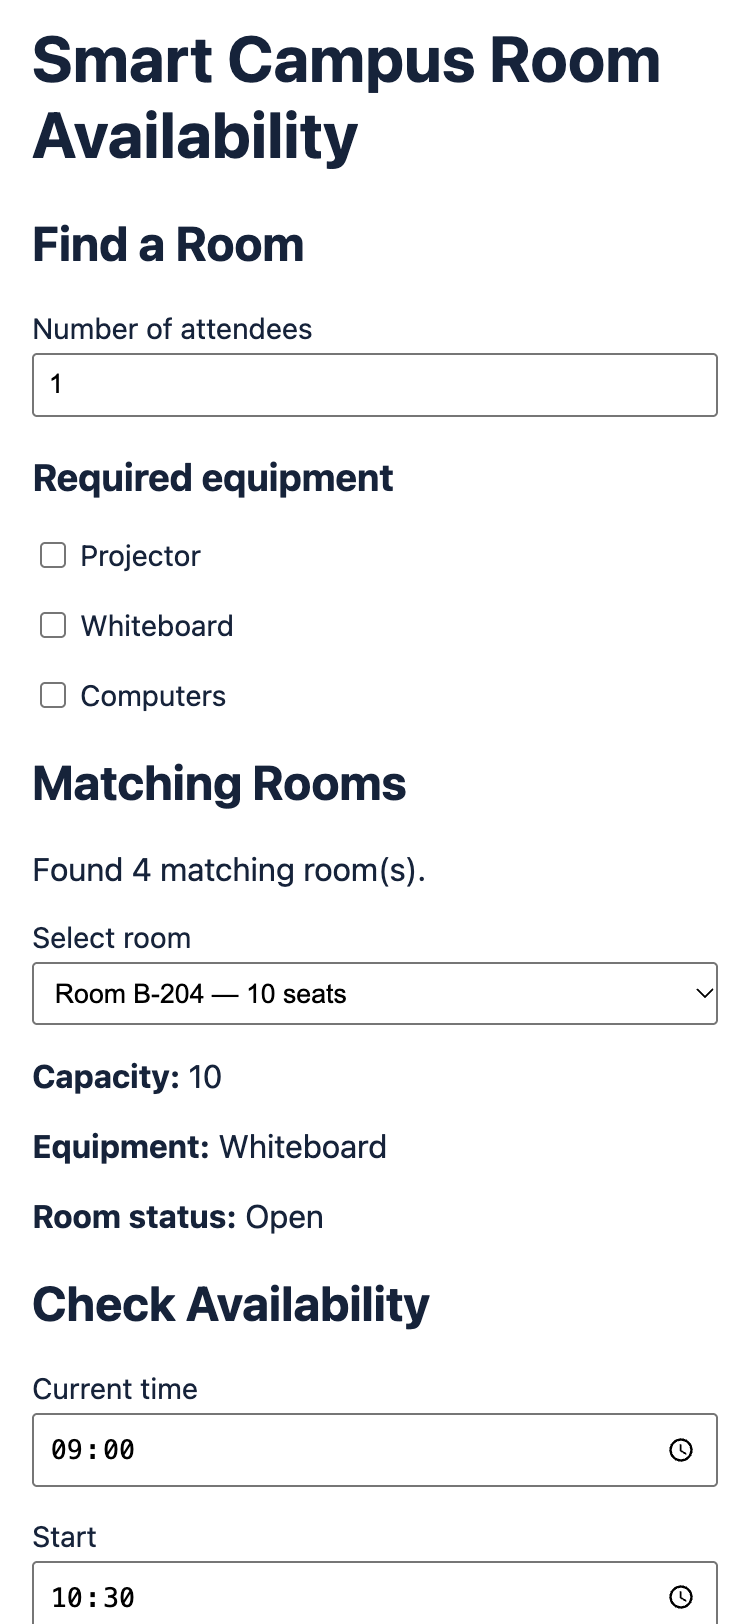 Smart Campus Room
Availability
Find a Room
Number of attendees
1
Required equipment
Projector
Whiteboard
Computers
Matching Rooms
Found 4 matching room(s).
Select room
Room B-204 — 10 seats
Capacity: 10
Equipment: Whiteboard
Room status: Open
Check Availability
Current time
09:00
Start
10:30